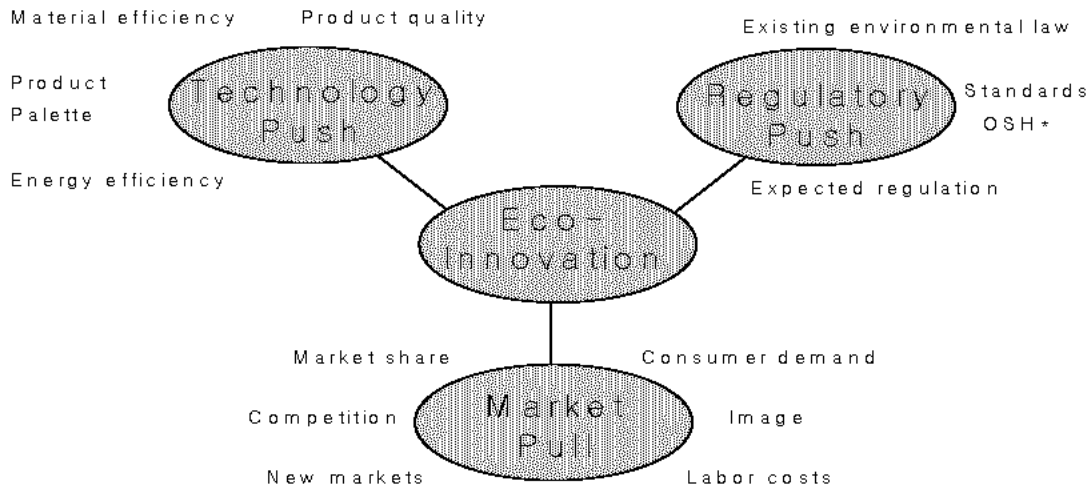 Material efficiency
Product quality
Existing environmental law
Product
Palette
Technology
Push
Regulatory
Push
Standards
OSH*
Energy efficiency
Expected regulation
Eco-
Innovation
Market share
Consumer demand
Competition
Market
Pull
Image
New markets
Labor costs